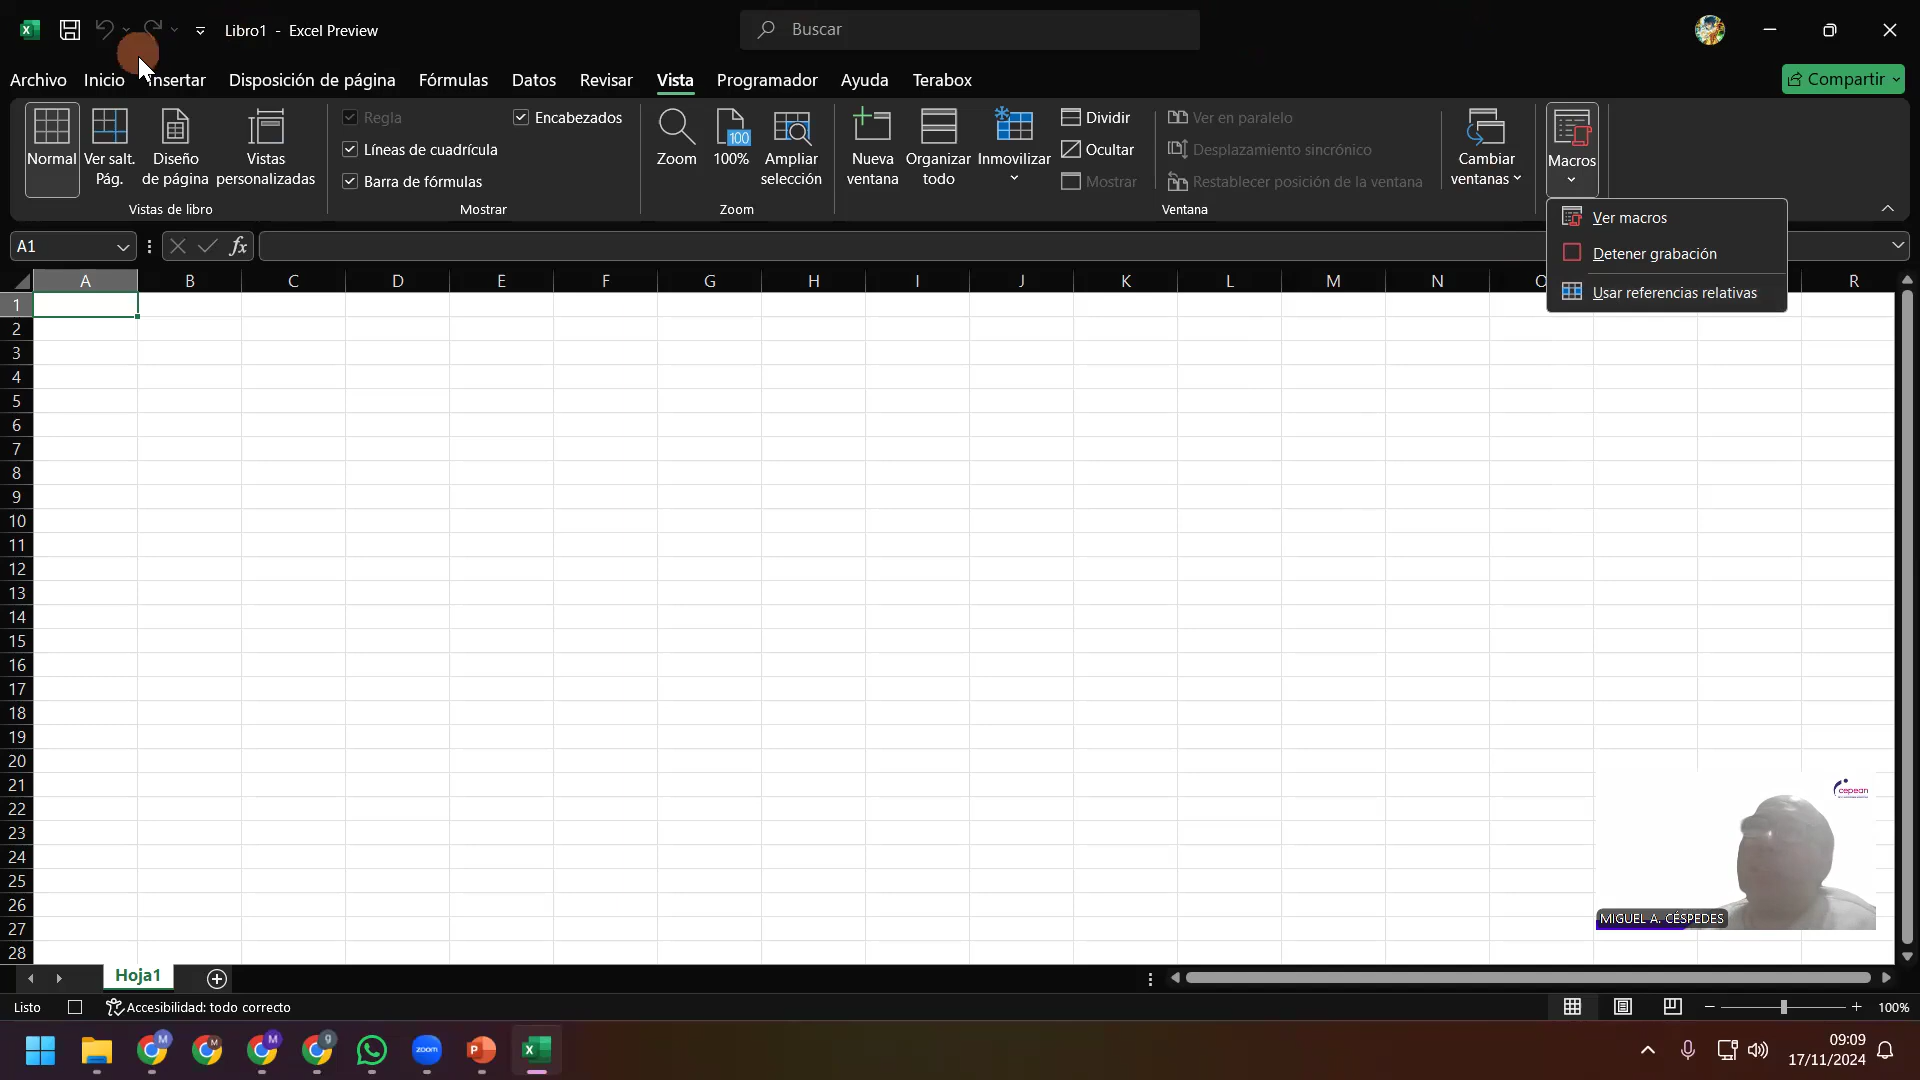 Libro1 - Excel Preview
Buscar
Archivo Inicio Insertar Disposición de página Fórmulas Datos Revisar Vista Programador Ayuda Terabox
Compartir
Normal
Ver salt. Pág.
Diseño de página
Vistas personalizadas
Vistas de libro
Regla
Encabezados
Líneas de cuadrícula
Barra de fórmulas
Mostrar
Zoom
100
100%
Ampliar selección
Zoom
Nueva ventana
Organizar todo
Inmovilizar
Dividir
Ocultar
Mostrar
Ver en paralelo
Desplazamiento sincrónico
Restablecer posición de la ventana
Cambiar ventanas
Ventana
Macros
Ver macros
Detener grabación
Usar referencias relativas
A1
fx
A B C D E F G H I J K L M N O R
1
2
3
4
5
6
7
8
9
10
11
12
13
14
15
16
17
18
19
20
21
22
23
24
25
26
27
28
cepean
MIGUEL A. CÉSPEDES
Hoja1
Listo
Accesibilidad: todo correcto
100%
M M M 9 zoom P X
09:09
17/11/2024